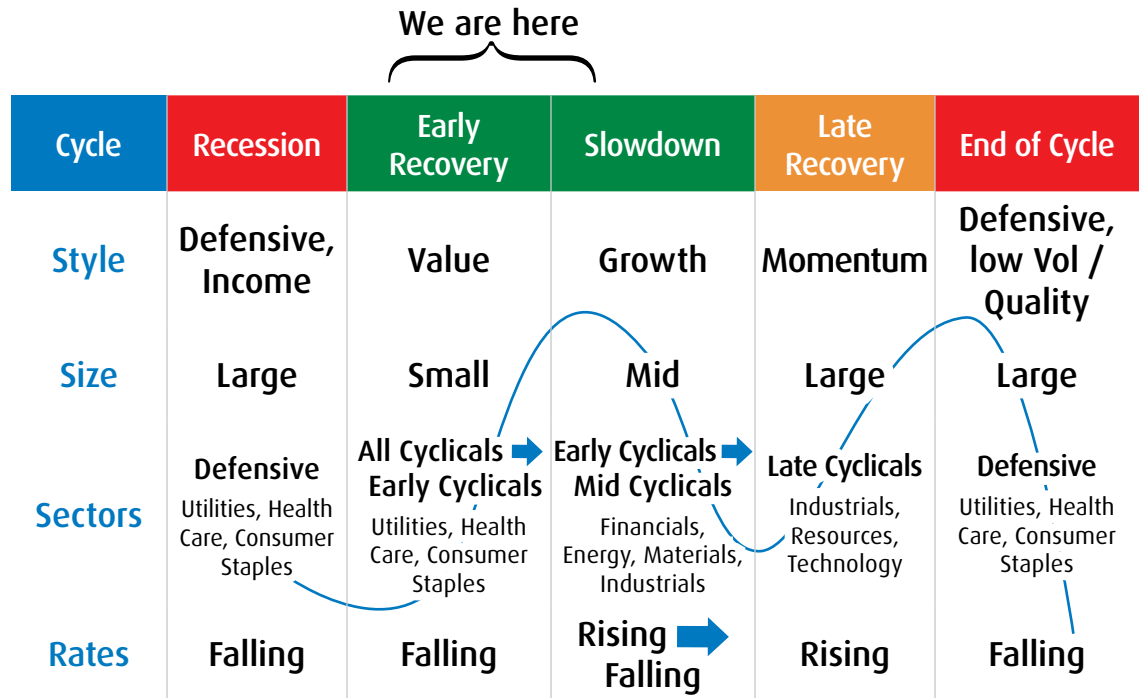 We are here
Cycle
Recession
Early
Recovery
Slowdown
Late
Recovery
End of Cycle
Style
Defensive,
Income
Value
Growth
Momentum
Defensive,
low Vol /
Quality
Size
Large
Small
Mid
Large
Large
Sectors
Defensive
Utilities, Health
Care, Consumer
Staples
All Cyclicals
Early Cyclicals
Utilities, Health
Care, Consumer
Staples
Early Cyclicals
Mid Cyclicals
Financials,
Energy, Materials,
Industrials
Late Cyclicals
Industrials,
Resources,
Technology
Defensive
Utilities, Health
Care, Consumer
Staples
Rates
Falling
Falling
Rising
Falling
Rising
Falling